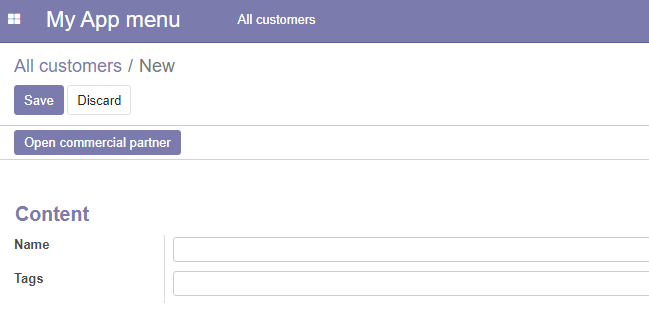 My App menu All customers
All customers / New
Save Discard
Open commercial partner
Content
Name
Tags